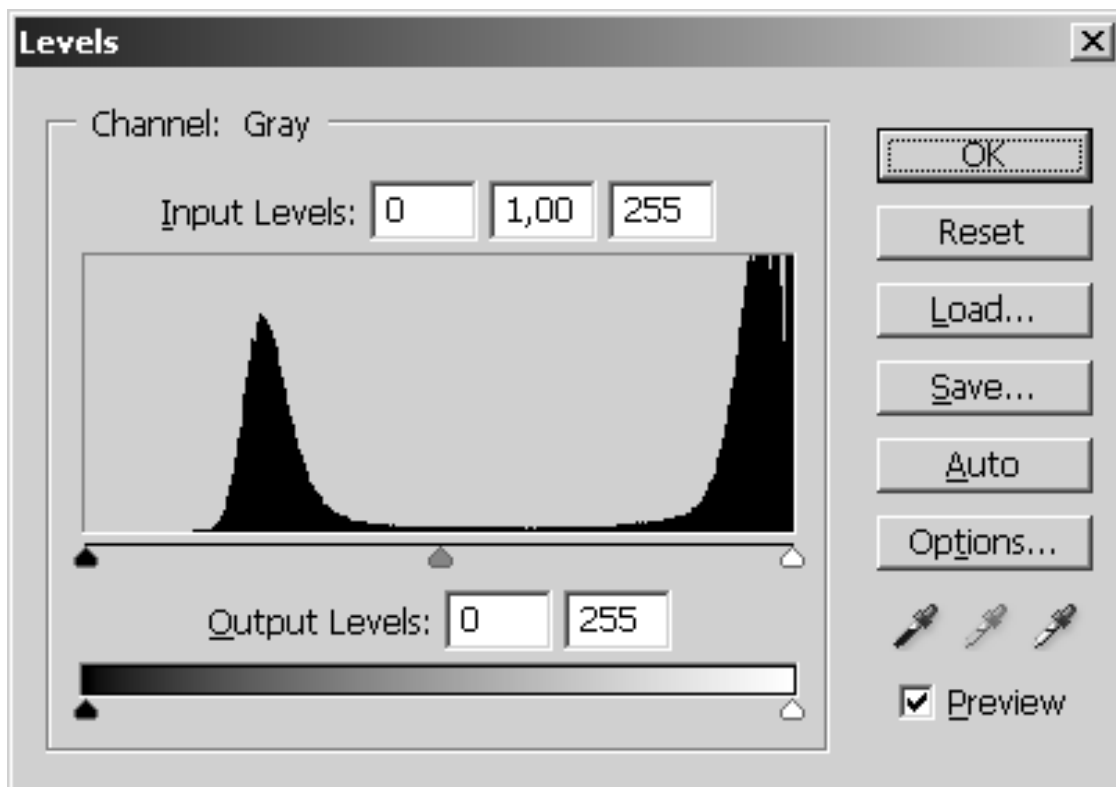 Levels
Channel: Gray
Input Levels: 0 1,00 255
Output Levels: 0 255
OK
Reset
Load...
Save...
Auto
Options...
Preview